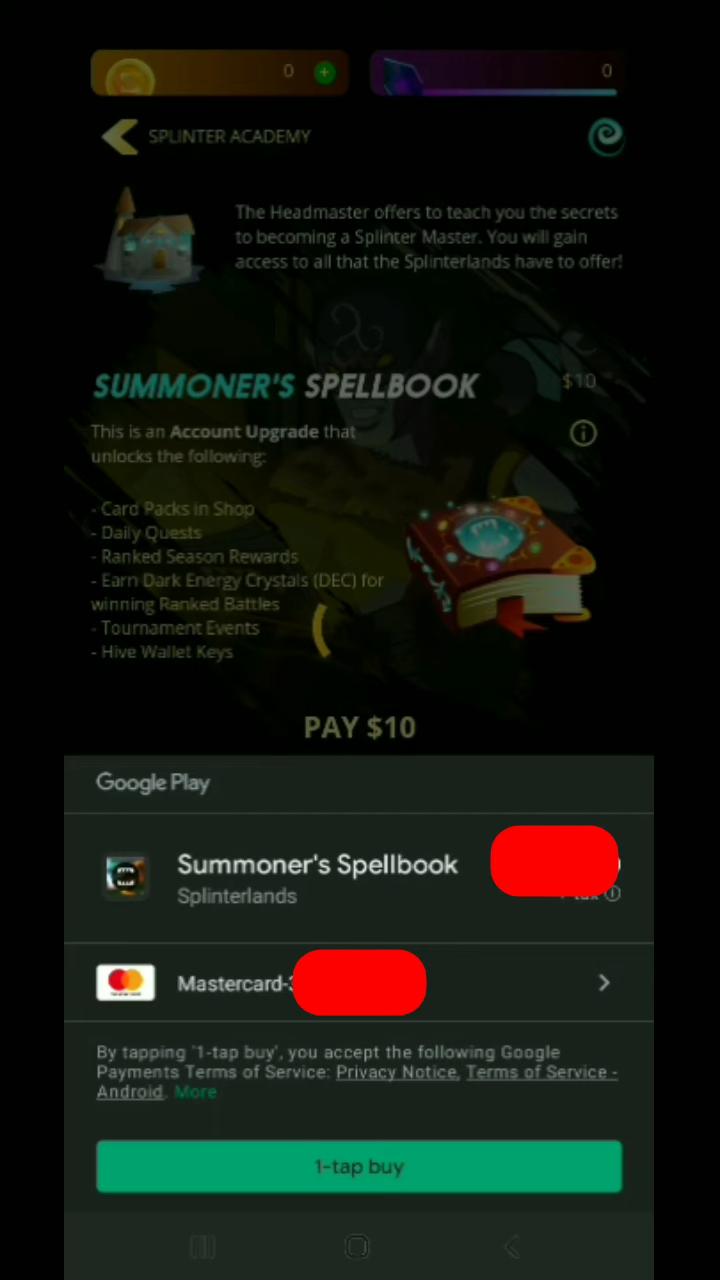 0
0
SPLINTER ACADEMY
The Headmaster offers to teach you the secrets
to becoming a Splinter Master. You will gain
access to all that the Splinterlands have to offer!
SUMMONER'S SPELLBOOK
$10
This is an Account Upgrade that
unlocks the following:
- Card Packs in Shop
- Daily Quests
- Ranked Season Rewards
- Earn Dark Energy Crystals (DEC) for
winning Ranked Battles
- Tournament Events
- Hive Wallet Keys
PAY $10
Google Play
Summoner's Spellbook
Splinterlands
Mastercard-
By tapping '1-tap buy', you accept the following Google
Payments Terms of Service: Privacy Notice, Terms of Service -
Android. More
1-tap buy